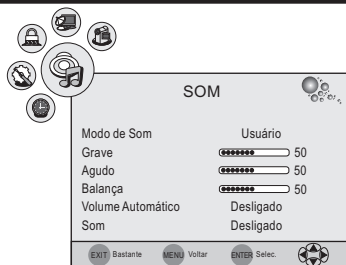 SOM
Modo de Som Usuário
Grave 50
Agudo 50
Balança 50
Volume Automático Desligado
Som Desligado
EXIT Bastante MENU Voltar ENTER Selec.